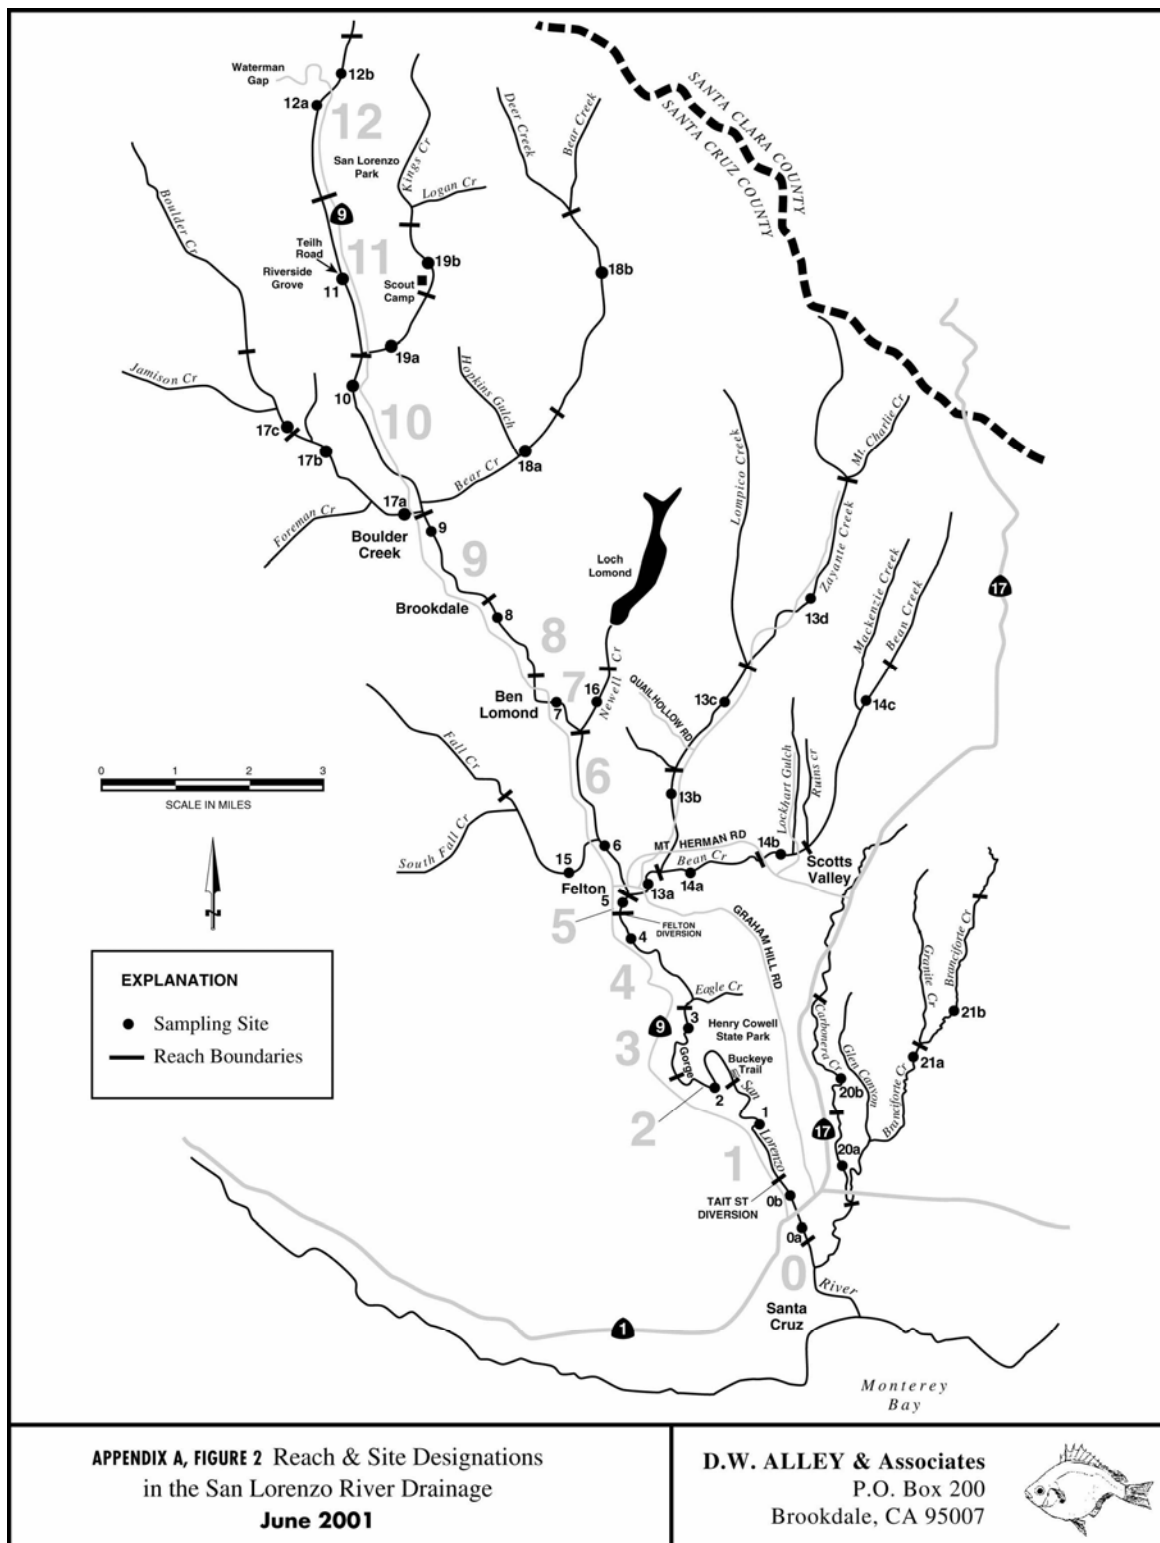 Waterman
Gap
12b
12a
12
San Lorenzo
Park
Kings Cr
Logan Cr
Deer Creek
Bear Creek
SANTA CLARA COUNTY
SANTA CRUZ COUNTY
Boulder Cr
9
Teilh
Road
Riverside
Grove
11
11
19b
Scout
Camp
18b
19a
Jamison Cr
10
10
Hopkins Gulch
17c
17b
Bear Cr
18a
Mt. Charlie Cr
Lompico Creek
17a
Foreman Cr
Boulder
Creek
9
9
Loch
Lomond
Zayante Creek
Mackenzie Creek
Bean Creek
17
Brookdale
8
8
13d
Ben
Lomond
7
7
16
Newell Cr
QUAIL HOLLOW RD
13c
14c
Fall Cr
0 1 2 3
SCALE IN MILES
6
13b
Lockhart Gulch
Ruins cr
South Fall Cr
15
6
MT HERMAN RD
Bean Cr
14b
Scotts
Valley
Felton
13a
14a
5
5
FELTON
DIVERSION
GRAHAM HILL RD
Granite Cr
Branciforte Cr
4
4
N
Eagle Cr
EXPLANATION
Sampling Site
Reach Boundaries
9
3
3
Henry Cowell
State Park
Gorge
Buckeye
Trail
Carbonera Cr
Glen Canyon
21b
21a
Branciforte Cr
20b
2
2
San
Lorenzo
1
1
17
20a
TAIT ST
DIVERSION
0b
0a
0
River
Santa
Cruz
1
Monterey
Bay
APPENDIX A, FIGURE 2 Reach & Site Designations
in the San Lorenzo River Drainage
June 2001
D.W. ALLEY & Associates
P.O. Box 200
Brookdale, CA 95007